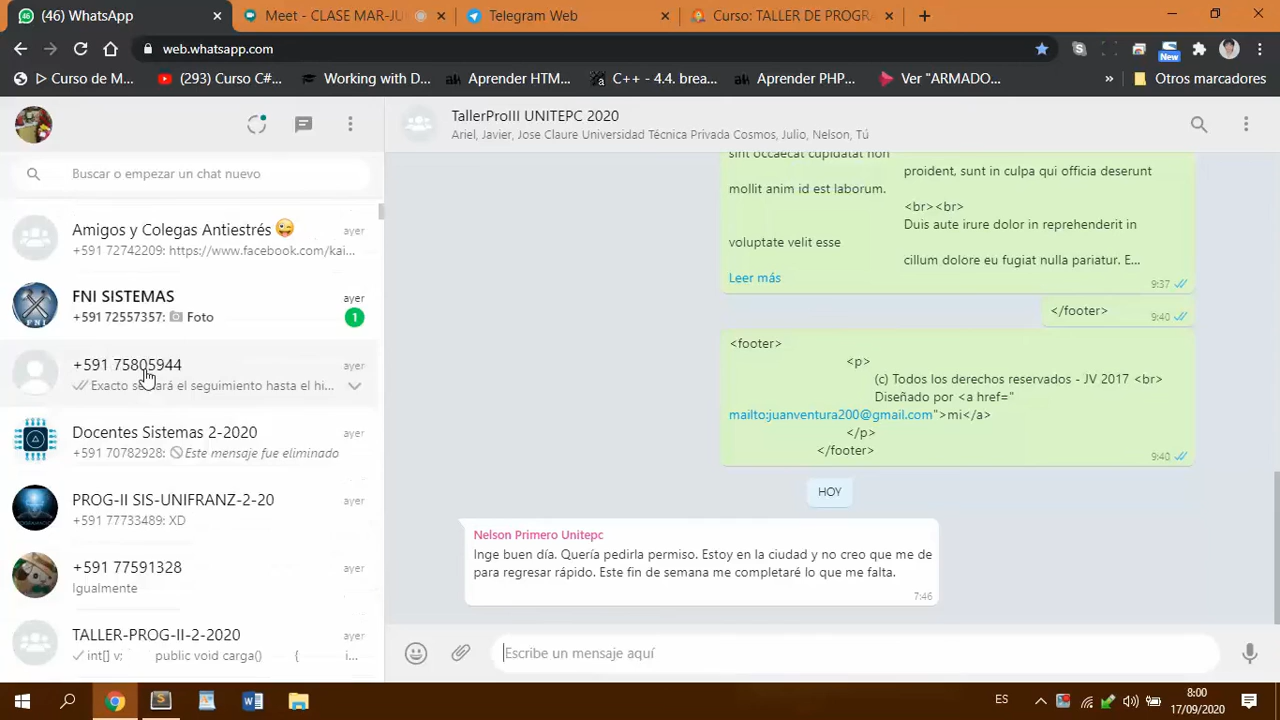 (46) WhatsApp
Meet - CLASE MAR-JU
Telegram Web
Curso: TALLER DE PROGRA
web.whatsapp.com
New
▷ Curso de M...
(293) Curso C#...
Working with D...
Aprender HTM...
C++ - 4.4. brea...
Aprender PHP...
Ver "ARMADO...
»
Otros marcadores
Buscar o empezar un chat nuevo
Amigos y Colegas Antiestrés 😜
ayer
+591 72742209: https://www.facebook.com/kai...
FNI SISTEMAS
ayer
+591 72557357: Foto
1
+591 75805944
ayer
Exacto se ará el seguimiento hasta el hi...
Docentes Sistemas 2-2020
ayer
+591 70782928: Este mensaje fue eliminado
PROG-II SIS-UNIFRANZ-2-20
ayer
+591 77733489: XD
+591 77591328
ayer
Igualmente
TALLER-PROG-II-2-2020
ayer
int[] v; public void carga() { i...
TallerProIII UNITEPC 2020
Ariel, Javier, Jose Claure Universidad Técnica Privada Cosmos, Julio, Nelson, Tú
sint occaecat cupidatat non
proident, sunt in culpa qui officia deserunt
mollit anim id est laborum.
<br><br>
Duis aute irure dolor in reprehenderit in
voluptate velit esse
cillum dolore eu fugiat nulla pariatur. E...
Leer más
9:37
</footer>
9:40
<footer>
<p>
(c) Todos los derechos reservados - JV 2017 <br>
Diseñado por <a href="
mailto:juanventura200@gmail.com">mi</a>
</p>
</footer>
9:40
HOY
Nelson Primero Unitepc
Inge buen día. Quería pedirla permiso. Estoy en la ciudad y no creo que me de
para regresar rápido. Este fin de semana me completaré lo que me falta.
7:46
Escribe un mensaje aquí
ES
8:00
17/09/2020